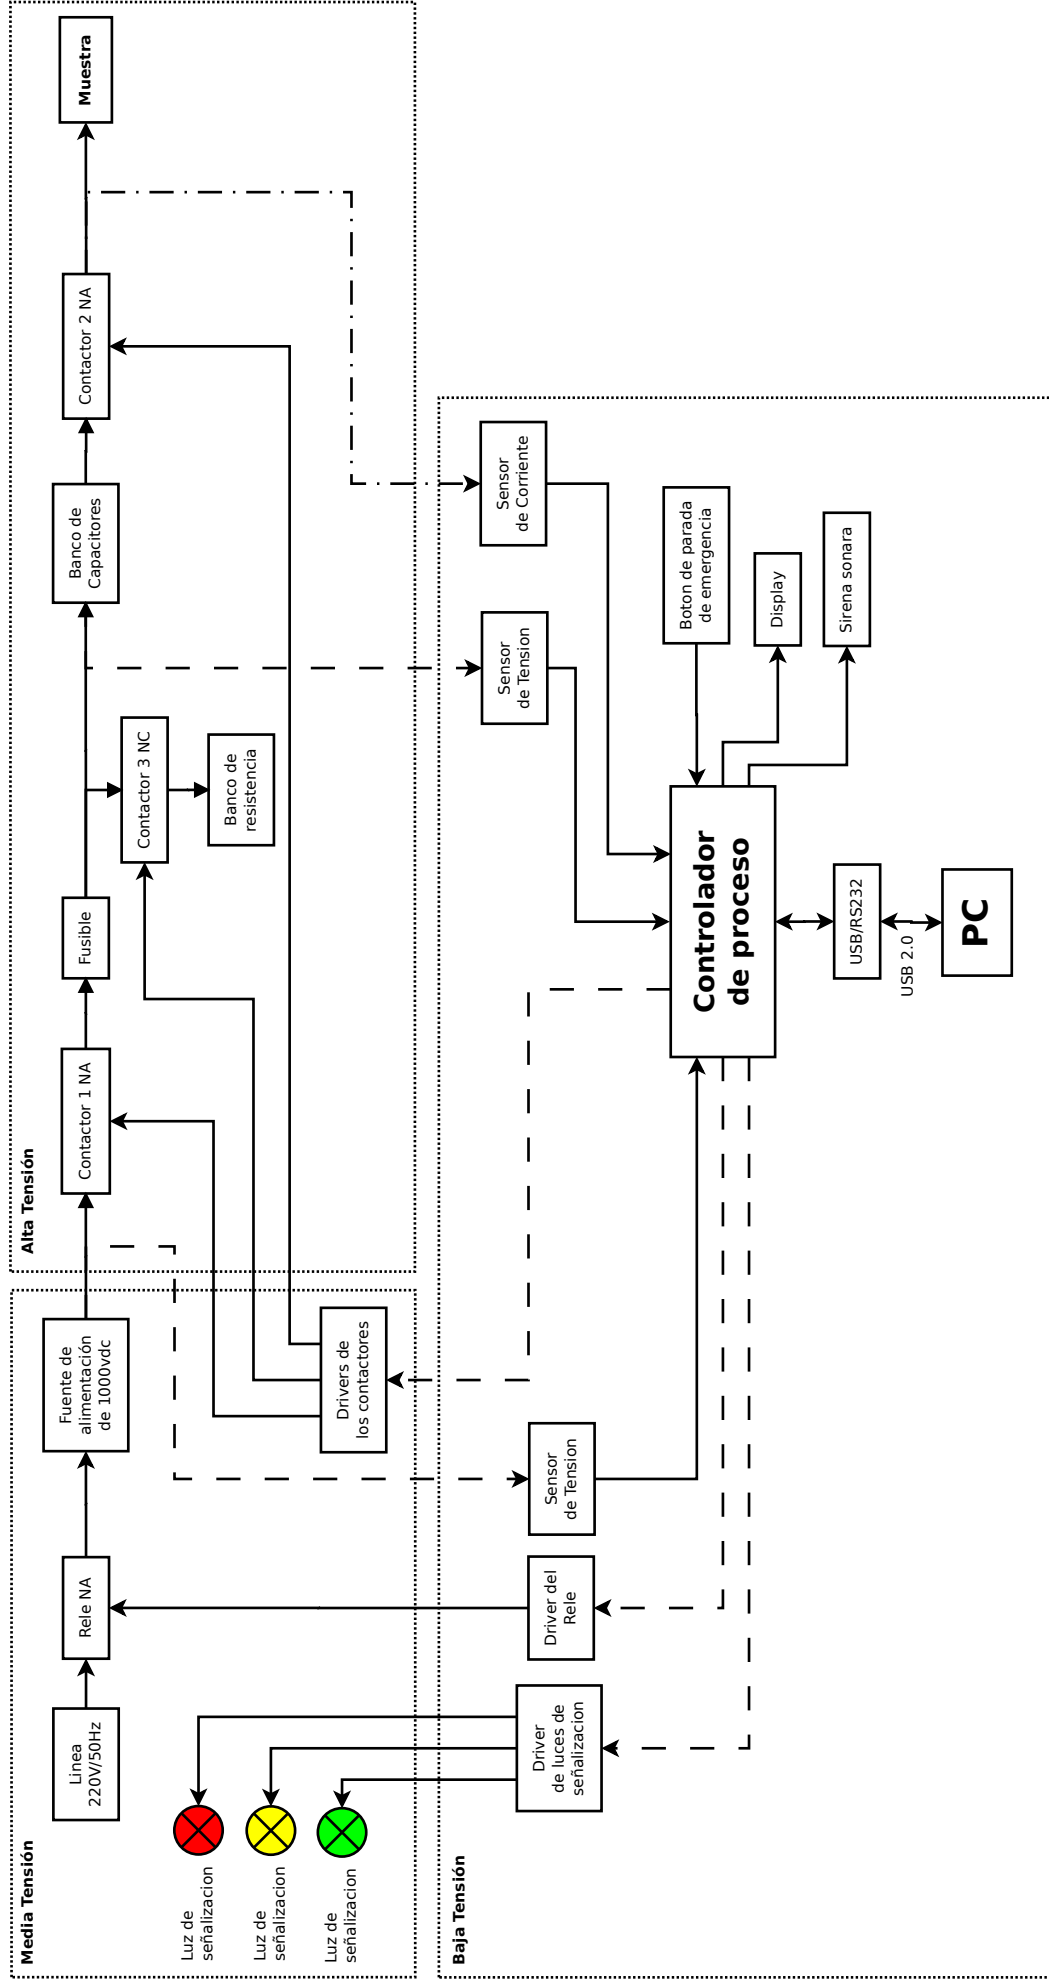 Media Tensión
Linea
220V/50Hz
Rele NA
Fuente de
alimentación
de 1000vdc
Luz de
señalizacion
Luz de
señalizacion
Luz de
señalizacion
Drivers de
los contactores
Alta Tensión
Contactor 1 NA
Fusible
Contactor 3 NC
Banco de
resistencia
Banco de
Capacitores
Contactor 2 NA
Muestra
Baja Tensión
Driver
de luces de
señalizacion
Driver del
Rele
Sensor
de Tension
Sensor
de Tension
Sensor
de Corriente
Controlador
de proceso
Boton de parada
de emergencia
Display
Sirena sonara
USB/RS232
USB 2.0
PC